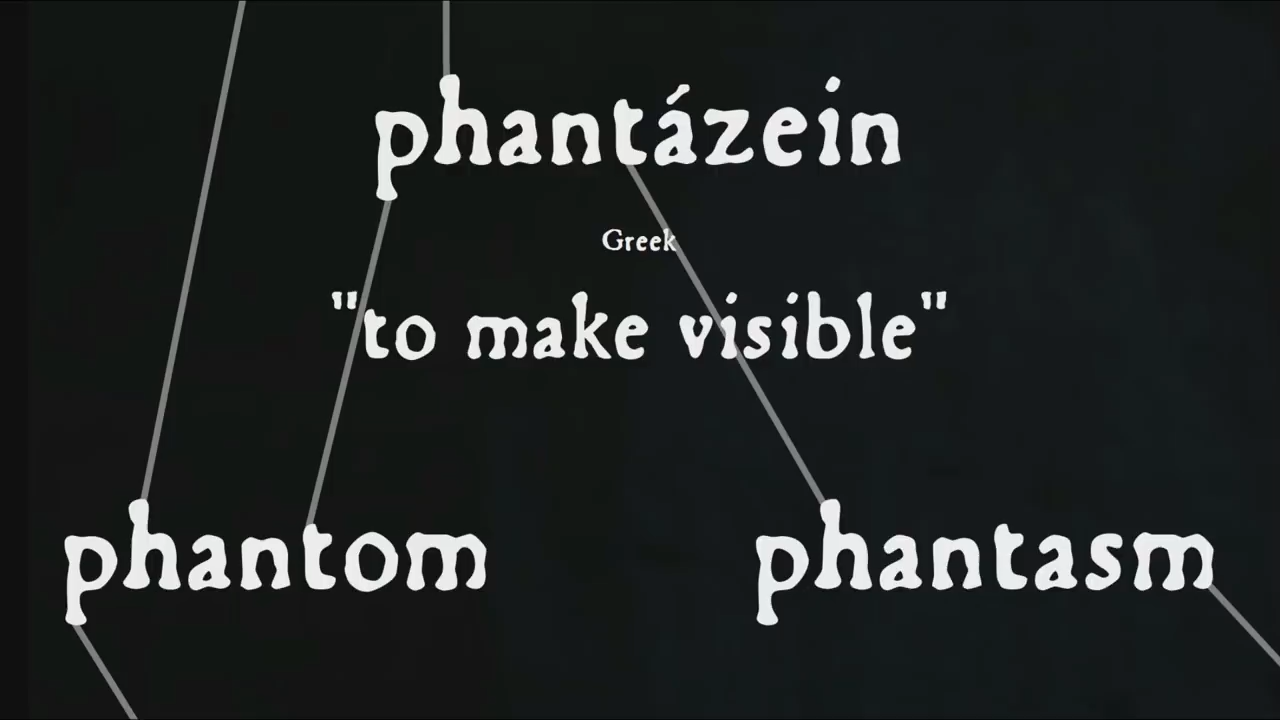 phantázein
Greek
"to make visible"
phantom
phantasm